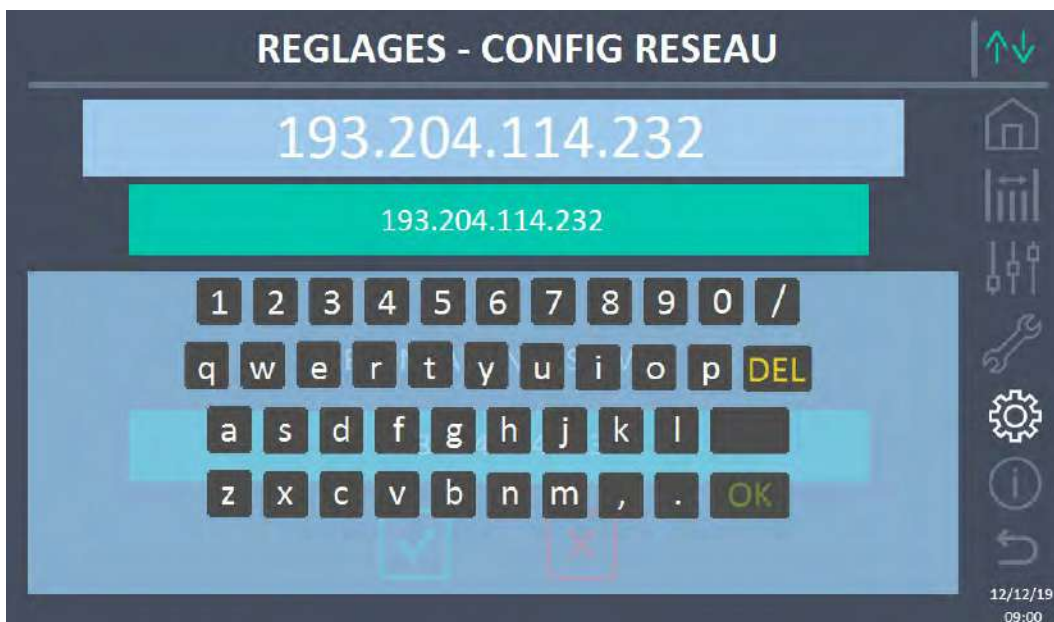 REGLAGES - CONFIG RESEAU
193.204.114.232
193.204.114.232
1 2 3 4 5 6 7 8 9 0 /
q w e r t y u i o p DEL
a s d f g h j k l
z x c v b n m , . OK
12/12/19
09:00